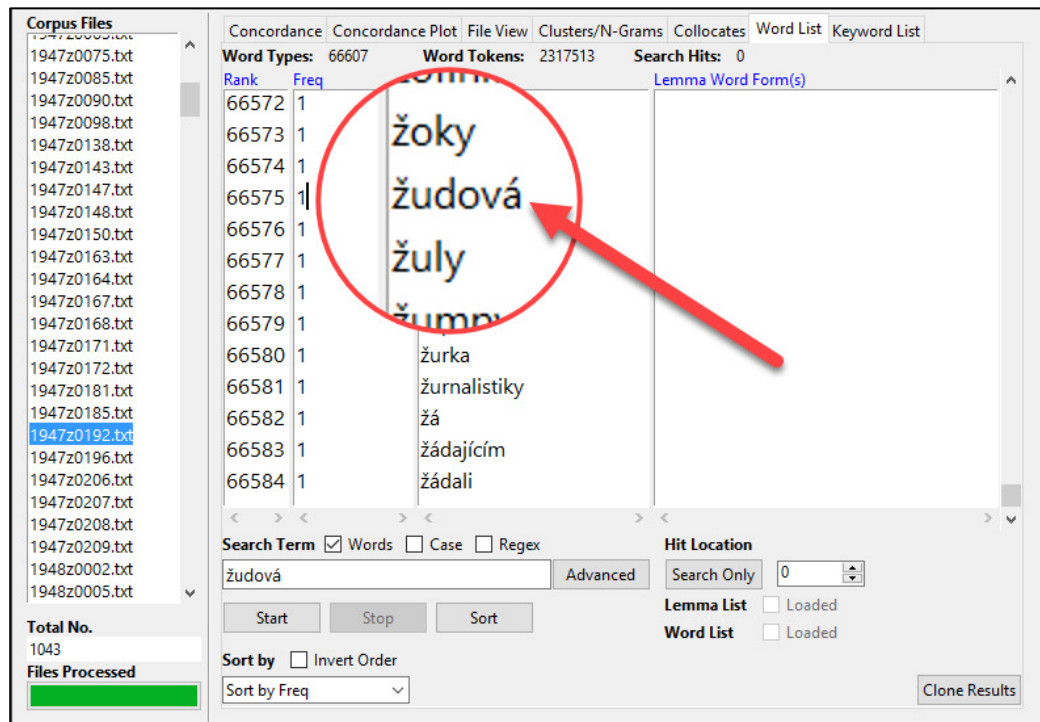 Corpus Files
1947z0075.txt
1947z0085.txt
1947z0090.txt
1947z0098.txt
1947z0138.txt
1947z0143.txt
1947z0147.txt
1947z0148.txt
1947z0150.txt
1947z0163.txt
1947z0164.txt
1947z0167.txt
1947z0168.txt
1947z0171.txt
1947z0172.txt
1947z0181.txt
1947z0185.txt
1947z0192.txt
1947z0196.txt
1947z0206.txt
1947z0207.txt
1947z0208.txt
1947z0209.txt
1948z0002.txt
1948z0005.txt
Total No.
1043
Files Processed
Concordance Concordance Plot File View Clusters/N-Grams Collocates Word List Keyword List
Word Types: 66607 Word Tokens: 2317513 Search Hits: 0
Rank Freq Lemma Word Form(s)
66572 1
66573 1 žoky
66574 1
66575 1 žudová
66576 1
66577 1 žuly
66578 1
66579 1 žumpy
66580 1 žurka
66581 1 žurnalistiky
66582 1 žá
66583 1 žádajícím
66584 1 žádali
Search Term Words Case Regex Hit Location
žudová Advanced Search Only 0
Start Stop Sort Lemma List Loaded
Word List Loaded
Sort by Invert Order
Sort by Freq Clone Results